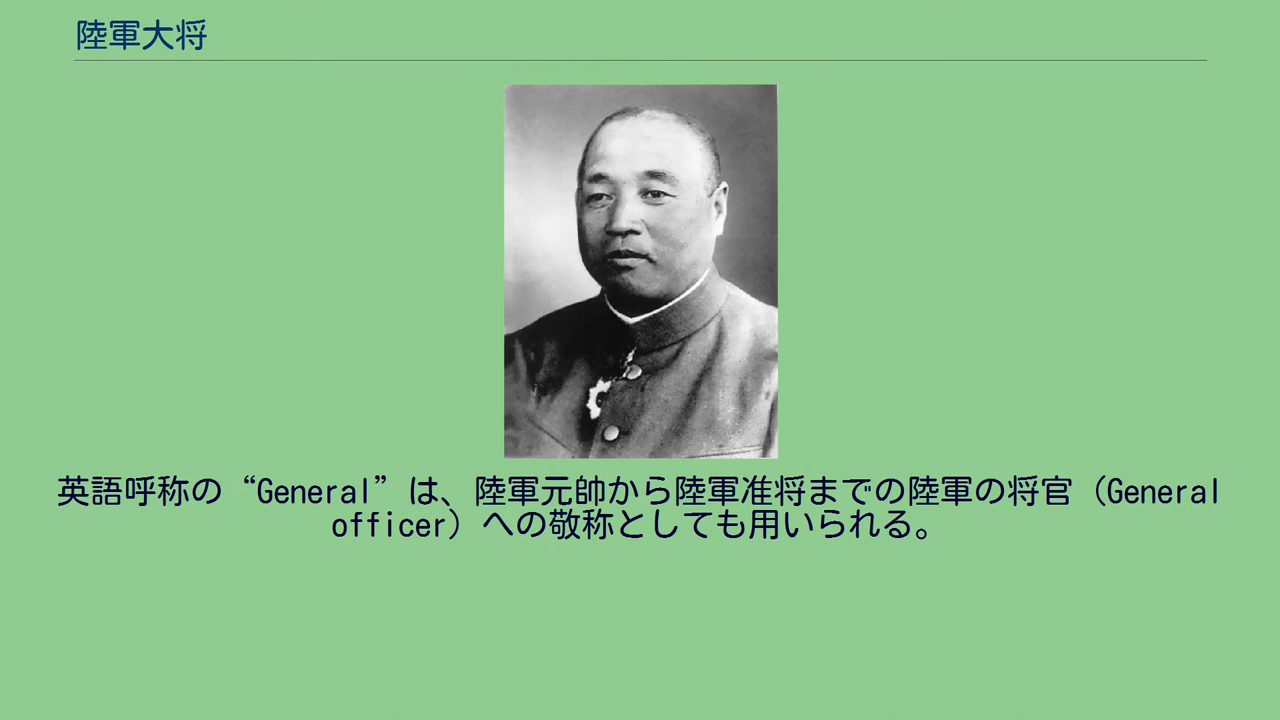 陸軍大将
英語呼称の“General”は、陸軍元帥から陸軍准将までの陸軍の将官（General
officer）への敬称としても用いられる。